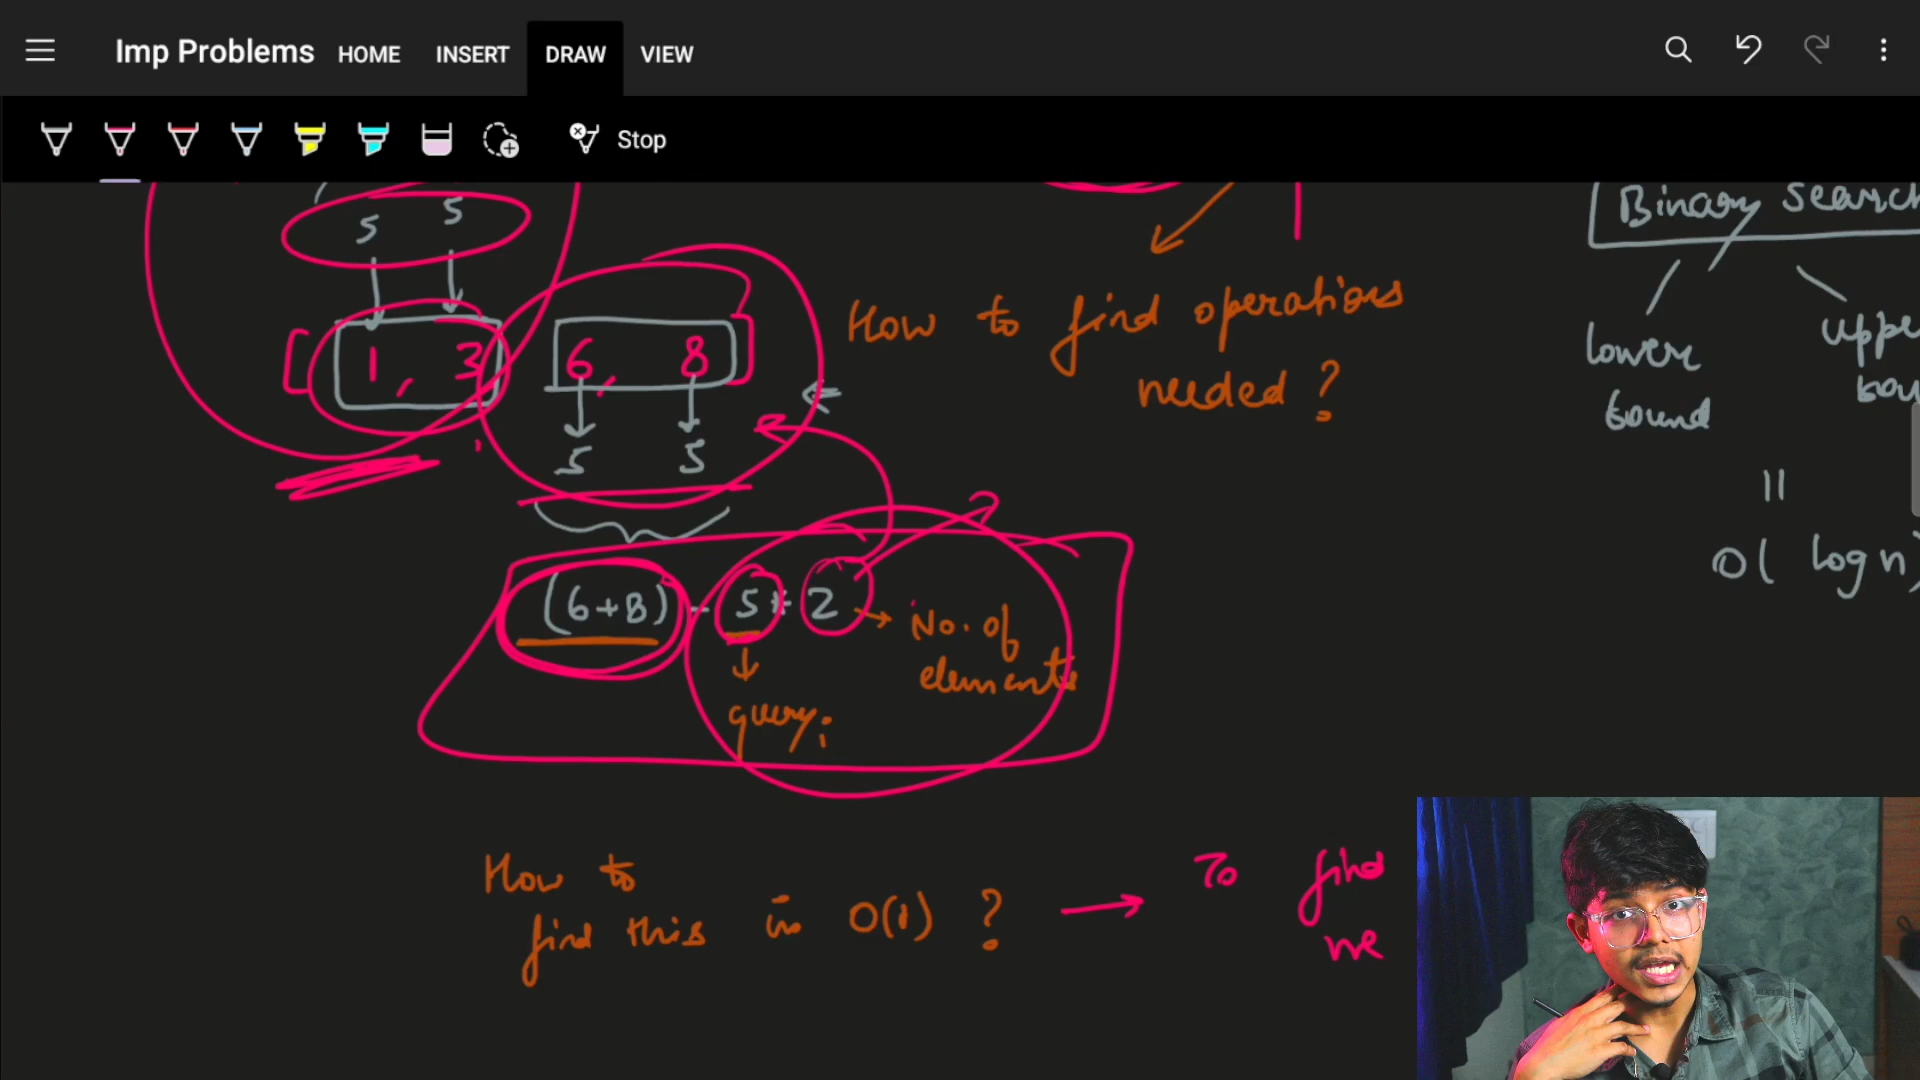 Imp Problems HOME INSERT DRAW VIEW
Stop
5 5
1, 3 6, 8
5 5
How to find operations
needed ?
Binary Search
lower
bound
(6+8) - 5 * 2 → No. of
elements
query;
||
O( log n)
How to
find this in O(1) ? → To find